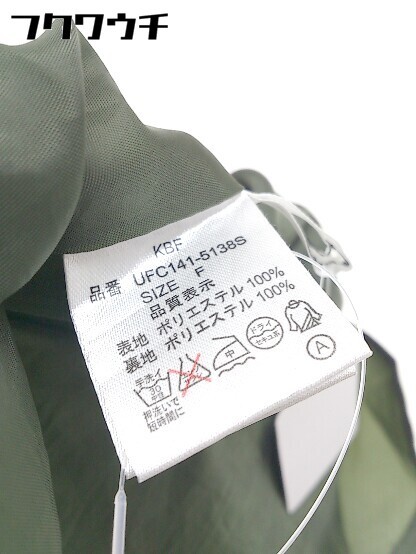 フクワウチ
KBF
品番 UFC141-5138S
SIZE F
品質表示
表地 ポリエステル 100%
裏地 ポリエステル 100%
手洗イ
30
中性
中
ドライ
セキユ系
A
押洗いで
短時間に